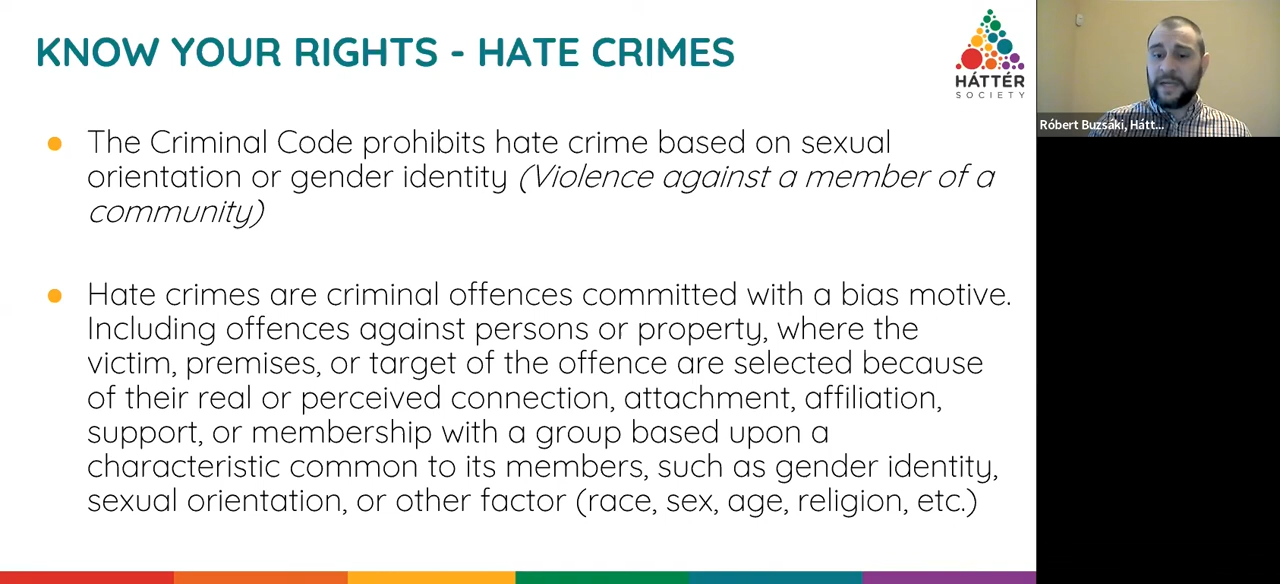 KNOW YOUR RIGHTS - HATE CRIMES
HÁTTÉR
SOCIETY
Róbert Buzsáki, Hátt...
The Criminal Code prohibits hate crime based on sexual
orientation or gender identity (Violence against a member of a
community)
Hate crimes are criminal offences committed with a bias motive.
Including offences against persons or property, where the
victim, premises, or target of the offence are selected because
of their real or perceived connection, attachment, affiliation,
support, or membership with a group based upon a
characteristic common to its members, such as gender identity,
sexual orientation, or other factor (race, sex, age, religion, etc.)